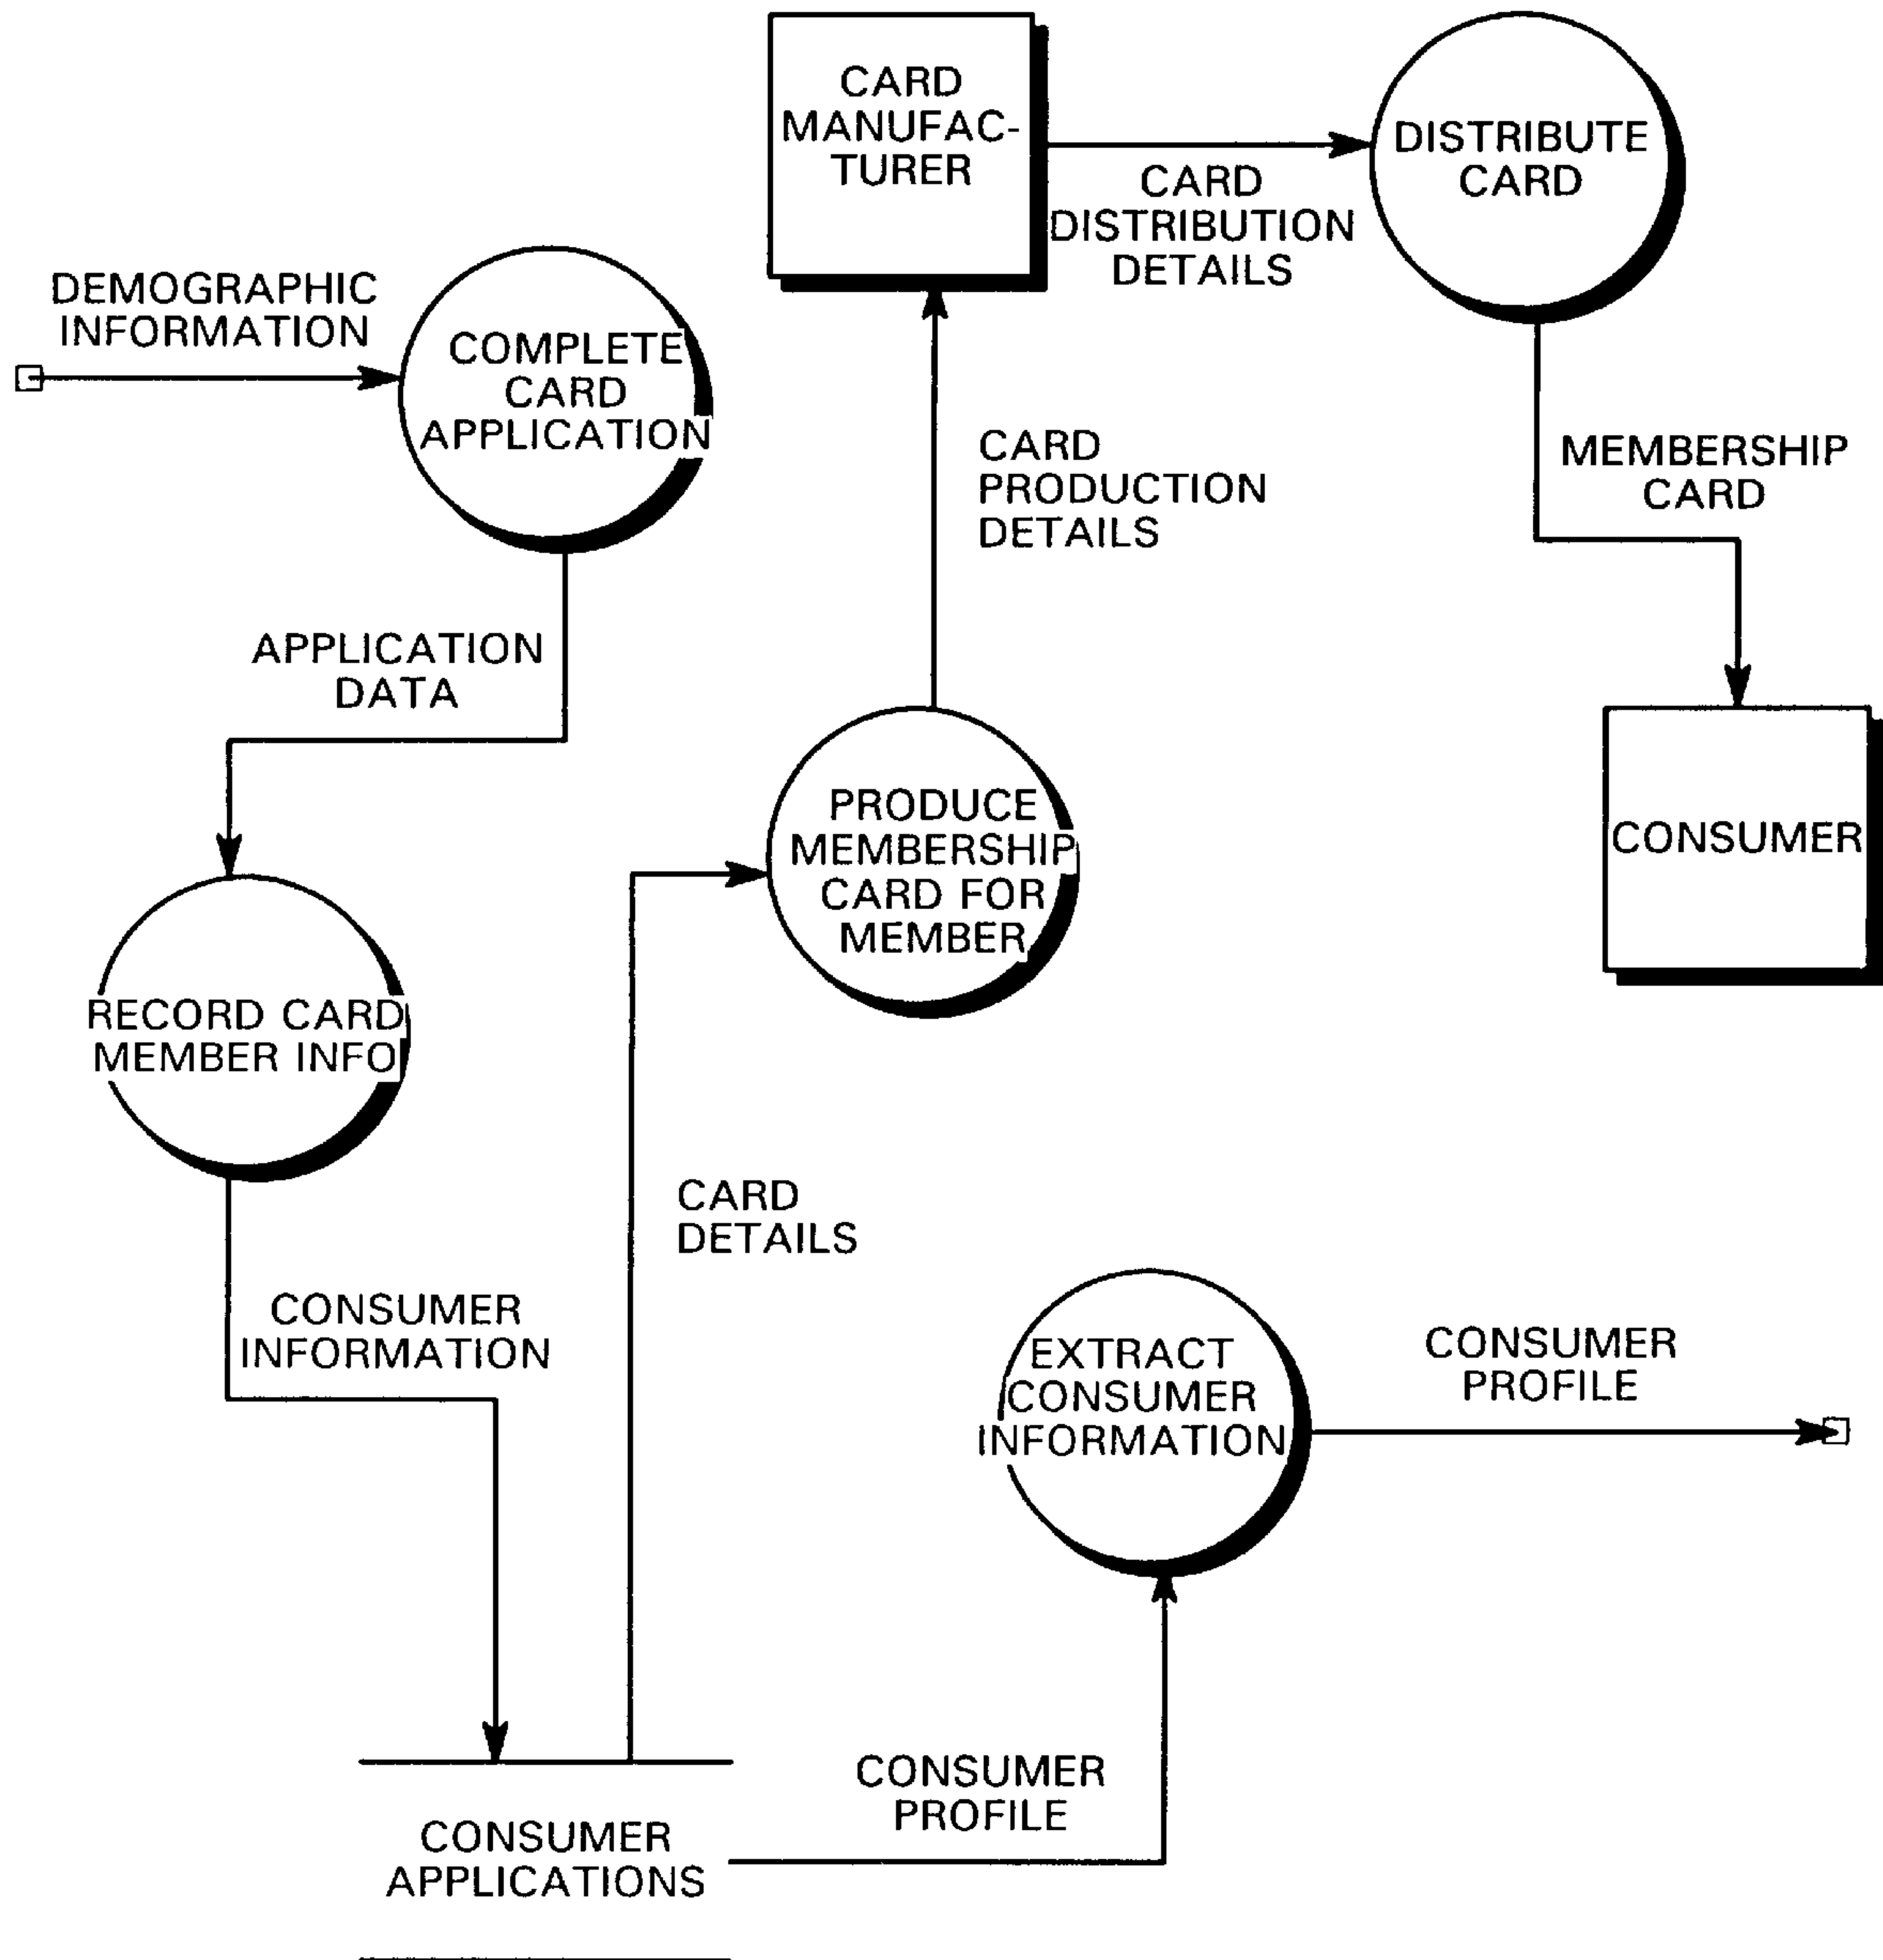 CARD
MANUFAC-
TURER
DISTRIBUTE
CARD
CARD
DISTRIBUTION
DETAILS
DEMOGRAPHIC
INFORMATION
COMPLETE
CARD
APPLICATION
CARD
PRODUCTION
DETAILS
MEMBERSHIP
CARD
APPLICATION
DATA
PRODUCE
MEMBERSHIP
CARD FOR
MEMBER
CONSUMER
RECORD CARD
MEMBER INFO
CARD
DETAILS
CONSUMER
INFORMATION
EXTRACT
CONSUMER
INFORMATION
CONSUMER
PROFILE
CONSUMER
PROFILE
CONSUMER
APPLICATIONS